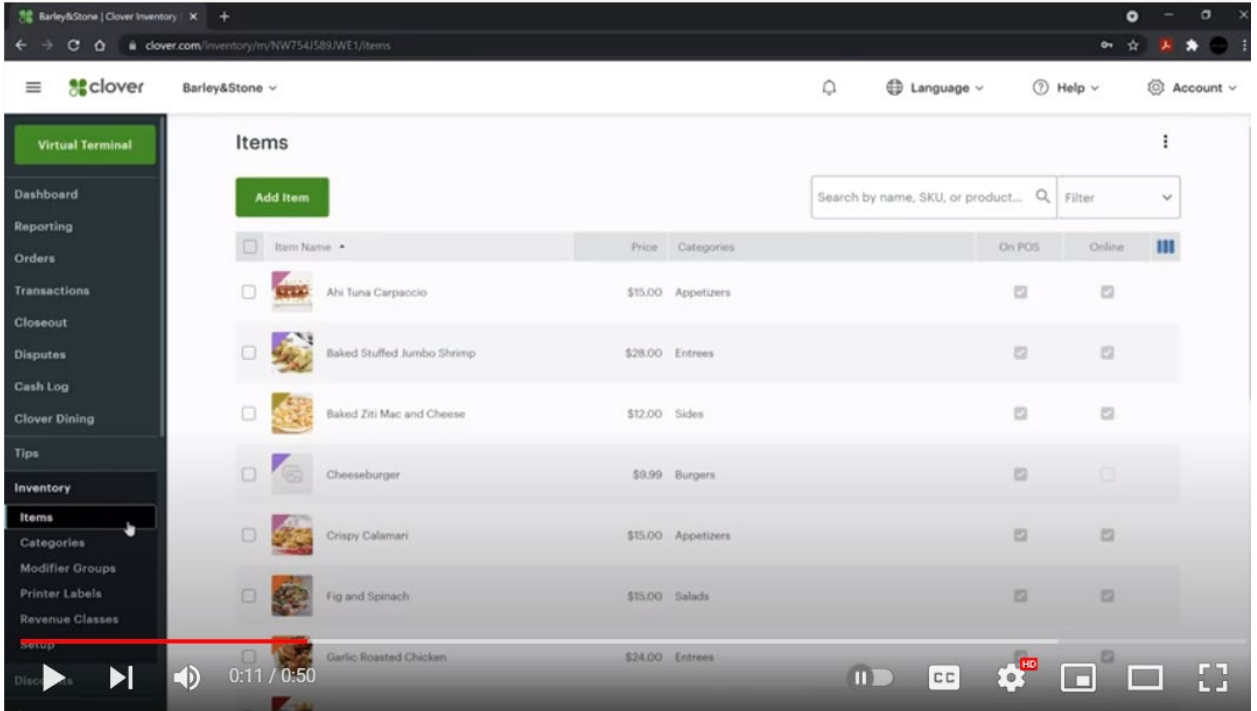 Barley&Stone | Clover Inventory
clover.com/inventory/m/NW754J589JWE1/items
clover
Barley&Stone
Language
Help
Account
Virtual Terminal
Items
Dashboard
Add Item
Search by name, SKU, or product...
Filter
Reporting
Item Name
Price
Categories
On POS
Online
Orders
Transactions
Ahi Tuna Carpaccio
$15.00
Appetizers
Closeout
Disputes
Baked Stuffed Jumbo Shrimp
$28.00
Entrees
Cash Log
Clover Dining
Baked Ziti Mac and Cheese
$12.00
Sides
Tips
Inventory
Cheeseburger
$9.99
Burgers
Items
Categories
Crispy Calamari
$15.00
Appetizers
Modifier Groups
Printer Labels
Fig and Spinach
$15.00
Salads
Revenue Classes
Setup
Garlic Roasted Chicken
$24.00
Entrees
0:11 / 0:50
CC
HD